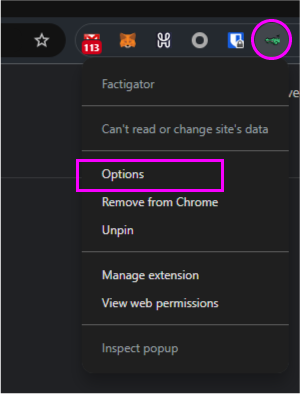 113
Factigator
Can't read or change site's data
Options
Remove from Chrome
Unpin
Manage extension
View web permissions
Inspect popup